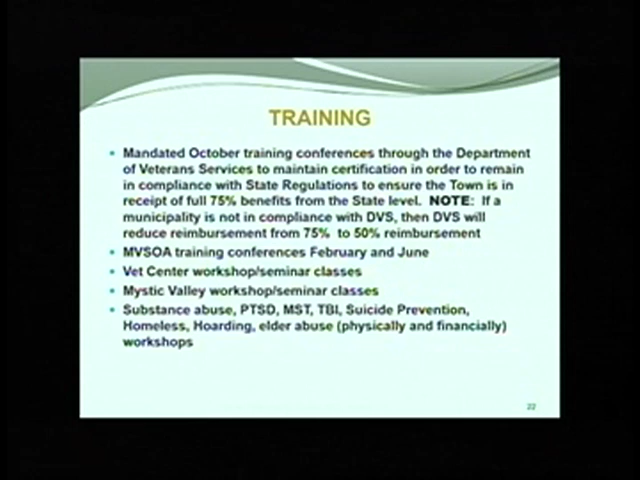 TRAINING
Mandated October training conferences through the Department
of Veterans Services to maintain certification in order to remain
in compliance with State Regulations to ensure the Town is in
receipt of full 75% benefits from the State level. NOTE: If a
municipality is not in compliance with DVS, then DVS will
reduce reimbursement from 75% to 50% reimbursement
MVSOA training conferences February and June
Vet Center workshop/seminar classes
Mystic Valley workshop/seminar classes
Substance abuse, PTSD, MST, TBI, Suicide Prevention,
Homeless, Hoarding, elder abuse (physically and financially)
workshops
22